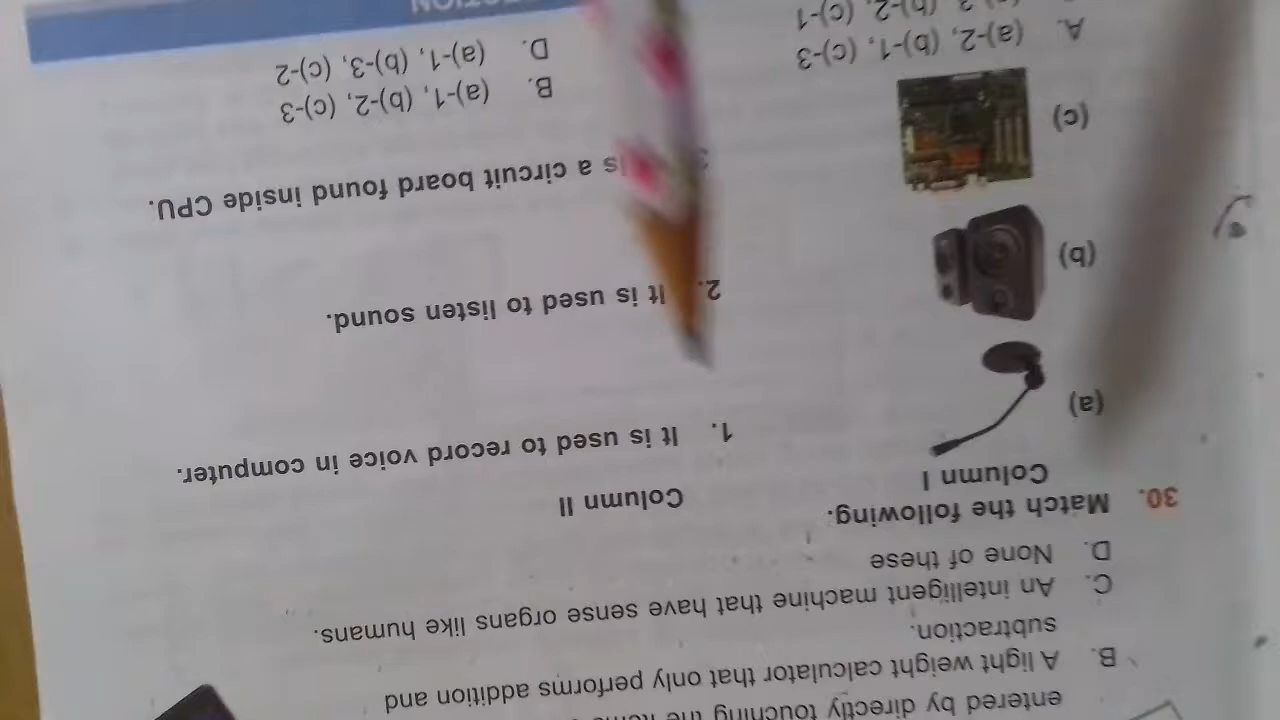 entered by directly touching the
B. A light weight calculator that only performs addition and
subtraction.
C. An intelligent machine that have sense organs like humans.
D. None of these
30. Match the following.
Column I Column II
(a) 1. It is used to record voice in computer.
(b) 2. It is used to listen sound.
(c) 3. is a circuit board found inside CPU.
A. (a)-2, (b)-1, (c)-3 B. (a)-1, (b)-2, (c)-3
(b)-2, (c)-1 D. (a)-1, (b)-3, (c)-2